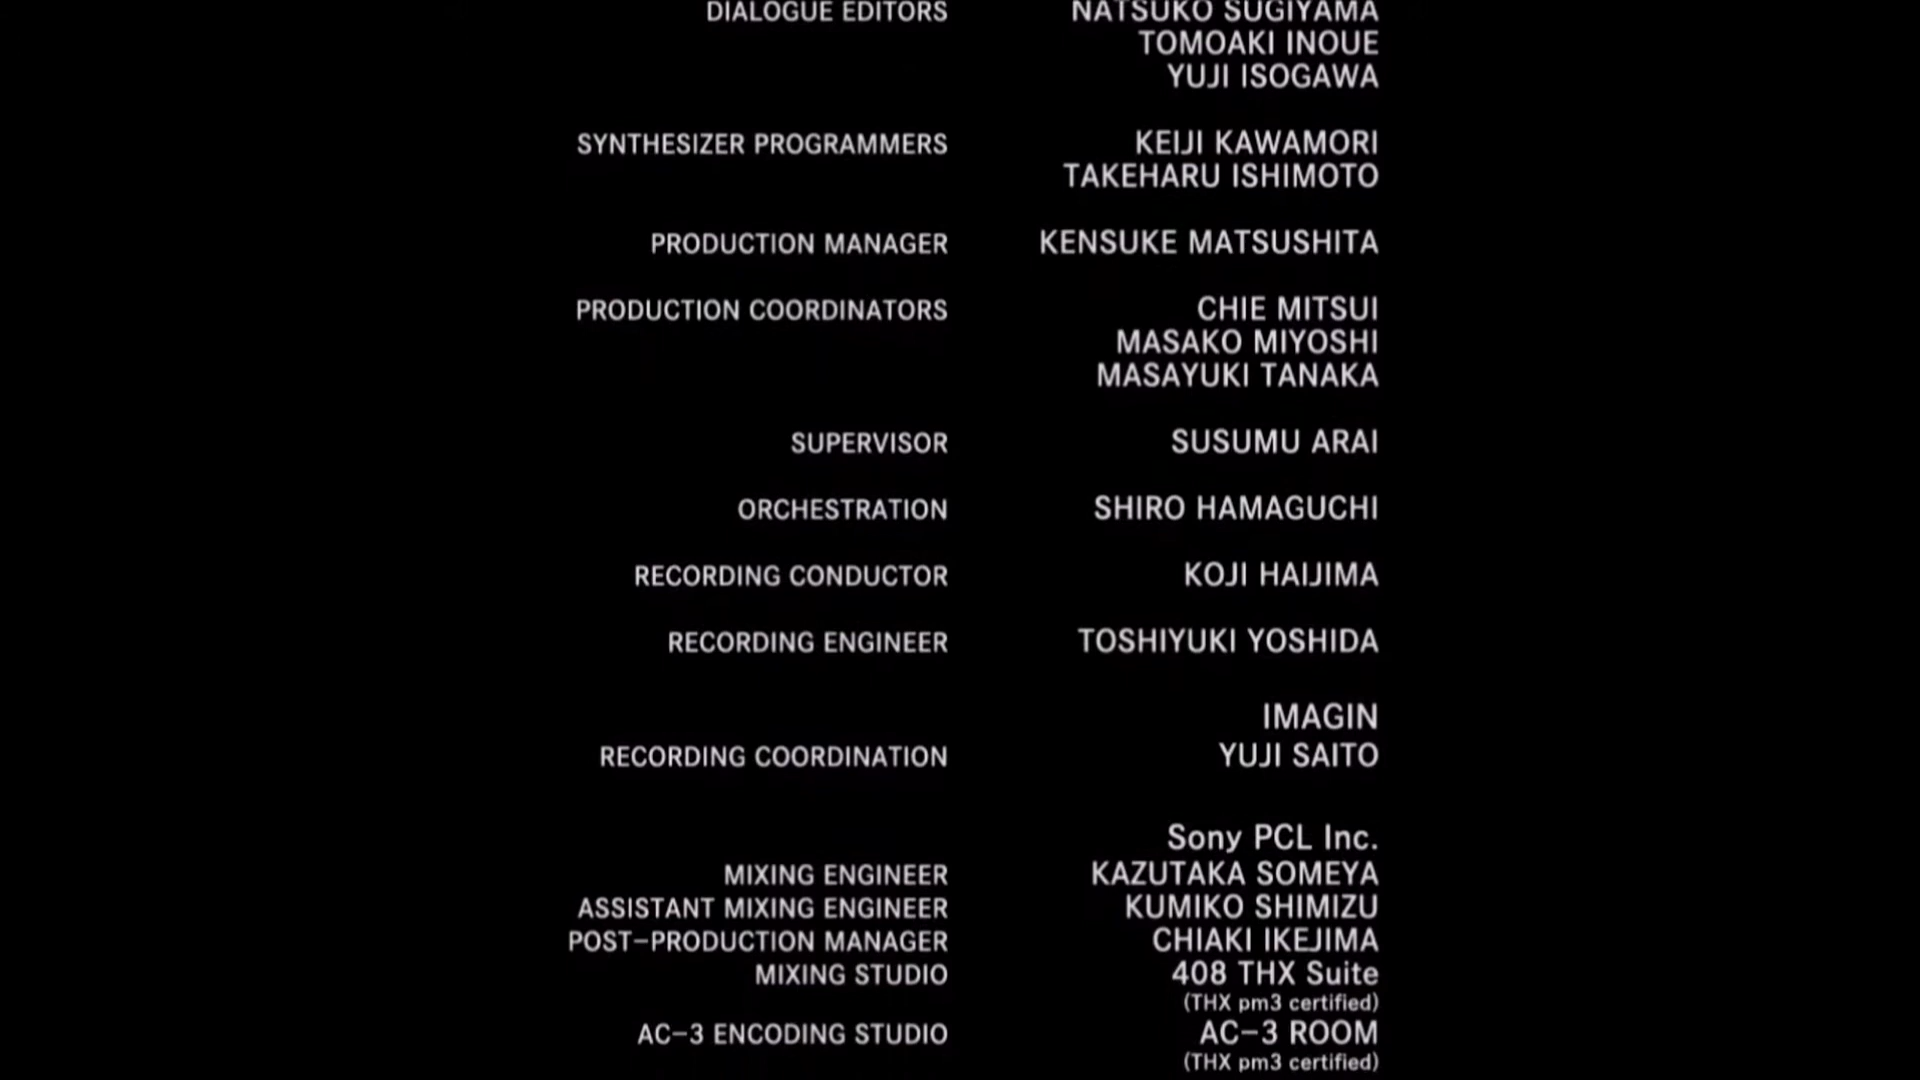 DIALOGUE EDITORS NATSUKO SUGIYAMA
TOMOAKI INOUE
YUJI ISOGAWA
SYNTHESIZER PROGRAMMERS KEIJI KAWAMORI
TAKEHARU ISHIMOTO
PRODUCTION MANAGER KENSUKE MATSUSHITA
PRODUCTION COORDINATORS CHIE MITSUI
MASAKO MIYOSHI
MASAYUKI TANAKA
SUPERVISOR SUSUMU ARAI
ORCHESTRATION SHIRO HAMAGUCHI
RECORDING CONDUCTOR KOJI HAIJIMA
RECORDING ENGINEER TOSHIYUKI YOSHIDA
IMAGIN
RECORDING COORDINATION YUJI SAITO
Sony PCL Inc.
MIXING ENGINEER KAZUTAKA SOMEYA
ASSISTANT MIXING ENGINEER KUMIKO SHIMIZU
POST-PRODUCTION MANAGER CHIAKI IKEJIMA
MIXING STUDIO 408 THX Suite
(THX pm3 certified)
AC-3 ENCODING STUDIO AC-3 ROOM
(THX pm3 certified)